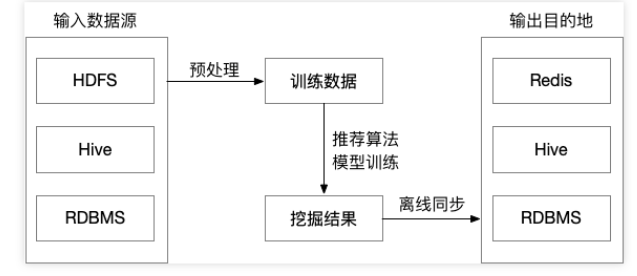 输入数据源
输出目的地
HDFS
预处理
训练数据
Redis
Hive
推荐算法
模型训练
Hive
RDBMS
挖掘结果
离线同步
RDBMS